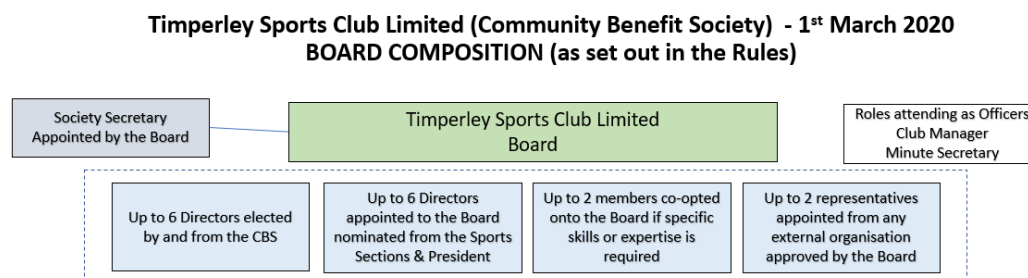 Timperley Sports Club Limited (Community Benefit Society) - 1st March 2020
BOARD COMPOSITION (as set out in the Rules)
Society Secretary
Appointed by the Board
Timperley Sports Club Limited
Board
Roles attending as Officers
Club Manager
Minute Secretary
Up to 6 Directors elected
by and from the CBS
Up to 6 Directors
appointed to the Board
nominated from the Sports
Sections & President
Up to 2 members co-opted
onto the Board if specific
skills or expertise is
required
Up to 2 representatives
appointed from any
external organisation
approved by the Board